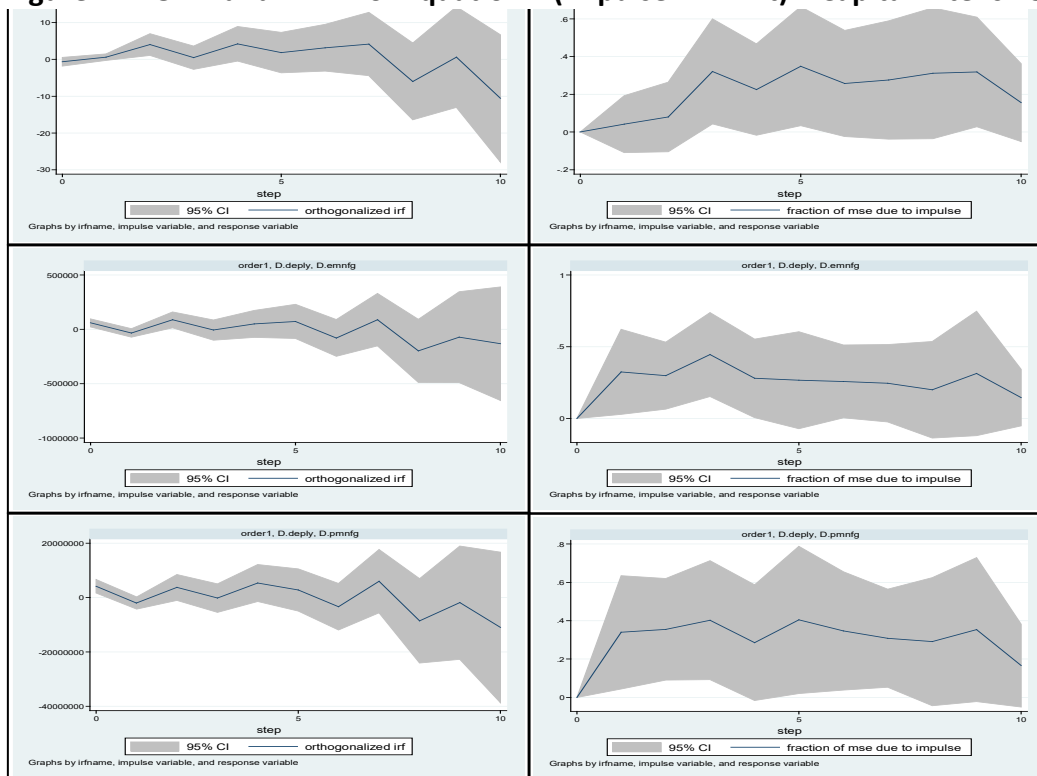 10
0
-10
-20
-30
0 5 10
step
95% CI orthogonalized irf
Graphs by irfname, impulse variable, and response variable
.6
.4
.2
0
-.2
0 5 10
step
95% CI fraction of mse due to impulse
Graphs by irfname, impulse variable, and response variable
order1, D.deply, D.emnfg
500000
0
-500000
-1000000
0 5 10
step
95% CI orthogonalized irf
Graphs by irfname, impulse variable, and response variable
order1, D.deply, D.emnfg
1
.5
0
0 5 10
step
95% CI fraction of mse due to impulse
Graphs by irfname, impulse variable, and response variable
order1, D.deply, D.pmnfg
20000000
0
-20000000
-40000000
0 5 10
step
95% CI orthogonalized irf
Graphs by irfname, impulse variable, and response variable
order1, D.deply, D.pmnfg
.8
.6
.4
.2
0
0 5 10
step
95% CI fraction of mse due to impulse
Graphs by irfname, impulse variable, and response variable